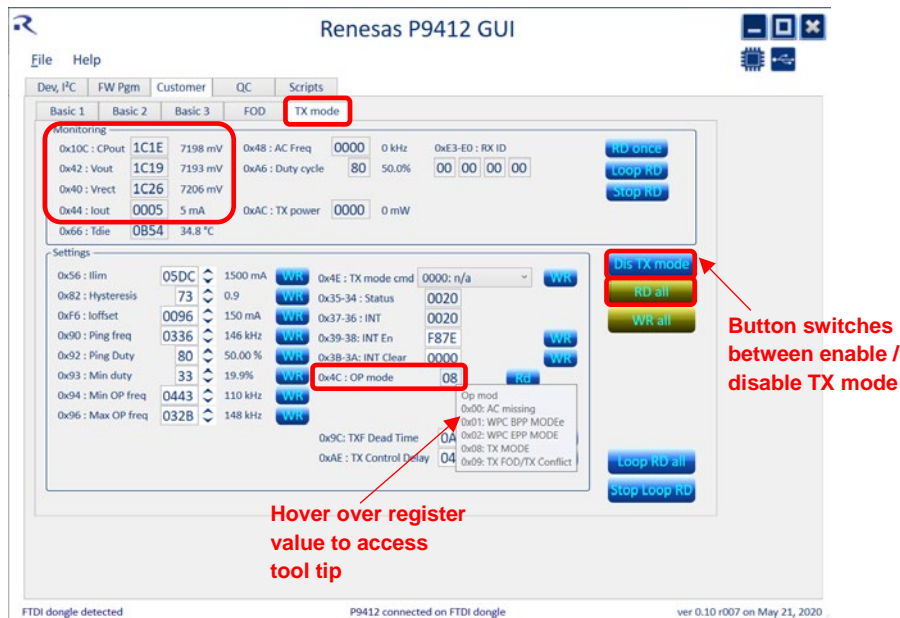 Renesas P9412 GUI
File Help
Dev, I²C FW Pgm Customer QC Scripts
Basic 1 Basic 2 Basic 3 FOD TX mode
Monitoring
0x10C : CPout 1C1E 7198 mV 0x48 : AC Freq 0000 0 kHz 0xE3-E0 : RX ID RD once
0x42 : Vout 1C19 7193 mV 0xA6 : Duty cycle 80 50.0% 00 00 00 00 Loop RD
0x40 : Vrect 1C26 7206 mV Stop RD
0x44 : Iout 0005 5 mA 0xAC : TX power 0000 0 mW
0x66 : Tdie 0B54 34.8 °C
Settings
Dis TX mode
0x56 : Ilim 05DC 1500 mA WR 0x4E : TX mode cmd 0000: n/a WR
0x82 : Hysteresis 73 0.9 WR 0x35-34 : Status 0020 RD all
0xF6 : Ioffset 0096 150 mA WR 0x37-36 : INT 0020 WR all
0x90 : Ping freq 0336 146 kHz WR 0x39-38: INT En F87E WR
0x92 : Ping Duty 80 50.00 % WR 0x3B-3A: INT Clear 0000 WR
0x93 : Min duty 33 19.9% WR 0x4C : OP mode 08 Rd
0x94 : Min OP freq 0443 110 kHz WR
0x96 : Max OP freq 032B 148 kHz WR
Op mod
0x00: AC missing
0x01: WPC BPP MODEe
0x02: WPC EPP MODE
0x08: TX MODE
0x09: TX FOD/TX Conflict
0x9C: TXF Dead Time 0A
0xAE : TX Control Delay 04
Loop RD all
Stop Loop RD
Button switches
between enable /
disable TX mode
Hover over register
value to access
tool tip
FTDI dongle detected P9412 connected on FTDI dongle ver 0.10 r007 on May 21, 2020